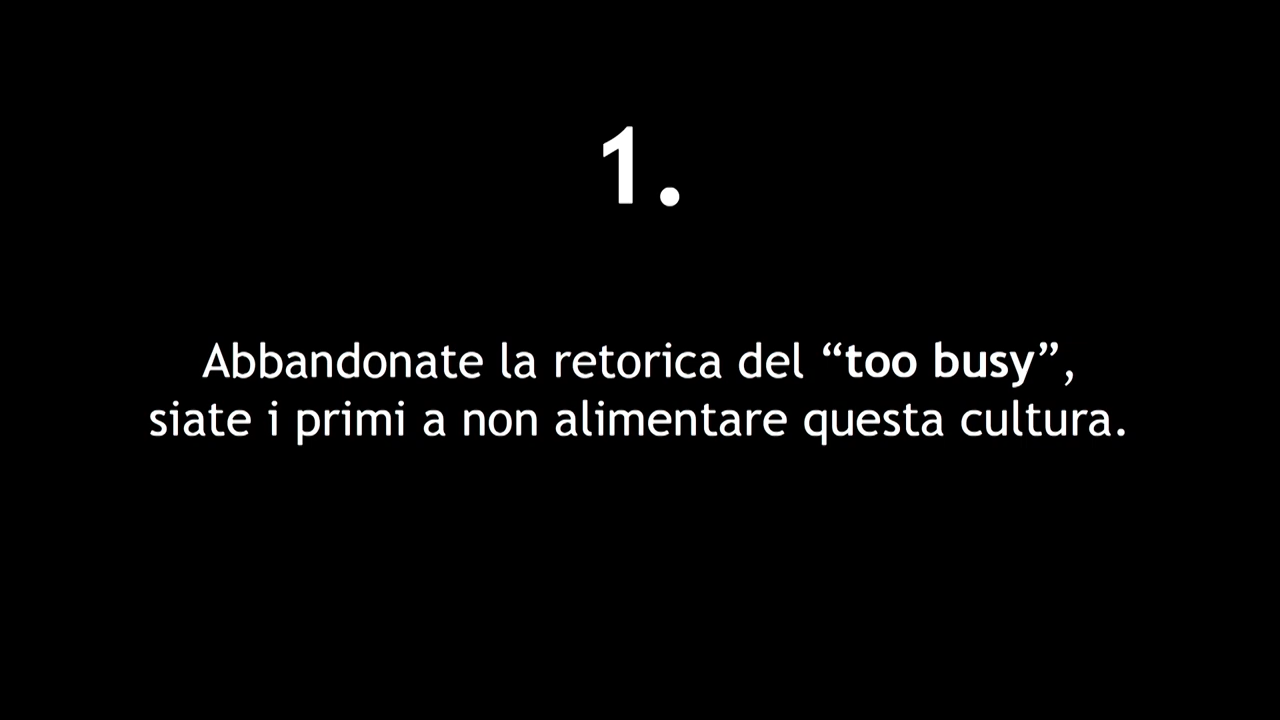 1.
Abbandonate la retorica del “too busy”,
siate i primi a non alimentare questa cultura.